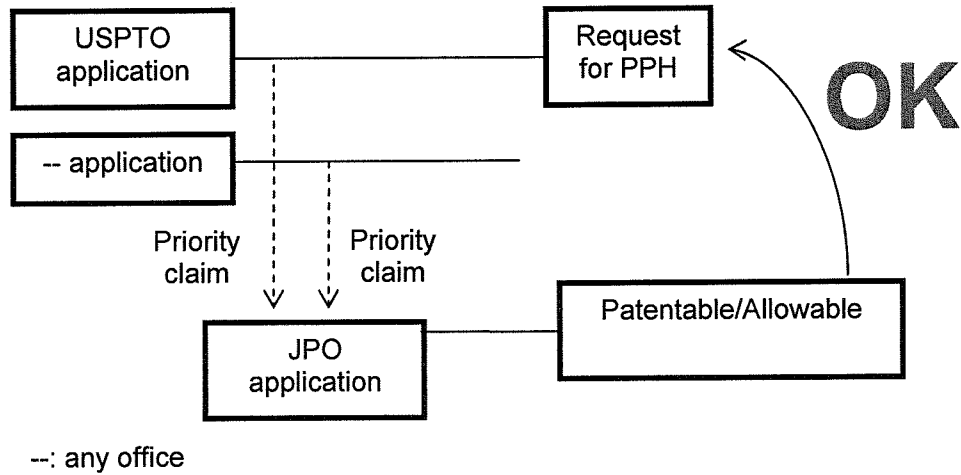 USPTO
application
Request
for PPH
OK
-- application
Priority
claim
Priority
claim
Patentable/Allowable
JPO
application
--: any office